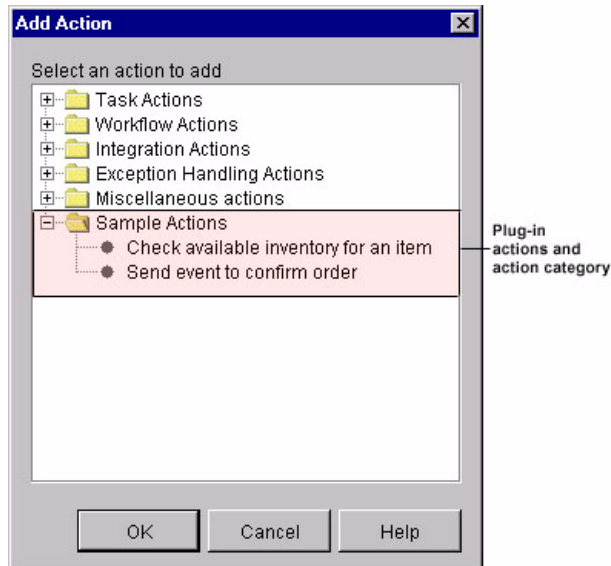 Add Action
Select an action to add
Task Actions
Workflow Actions
Integration Actions
Exception Handling Actions
Miscellaneous actions
Sample Actions
Check available inventory for an item
Send event to confirm order
Plug-in
actions and
action category
OK
Cancel
Help